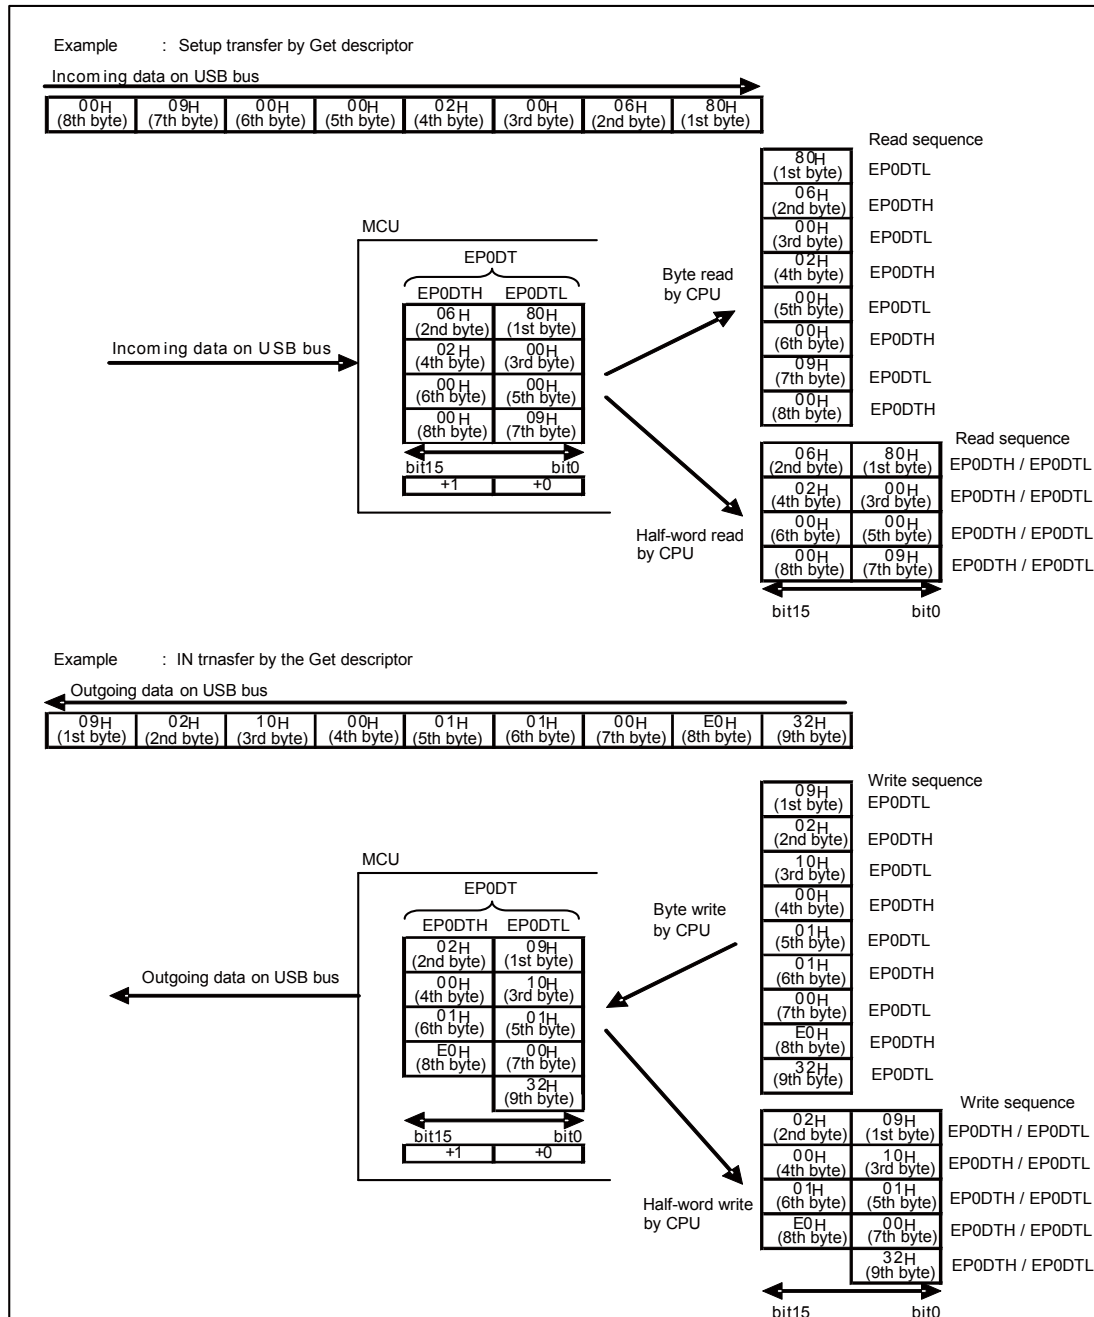 Example : Setup transfer by Get descriptor
Incoming data on USB bus
00H 09H 00H 00H 02H 00H 06H 80H
(8th byte) (7th byte) (6th byte) (5th byte) (4th byte) (3rd byte) (2nd byte) (1st byte)
Read sequence
80H
(1st byte) EP0DTL
06H
(2nd byte) EP0DTH
00H
(3rd byte) EP0DTL
02H
(4th byte) EP0DTH
00H
(5th byte) EP0DTL
00H
(6th byte) EP0DTH
09H
(7th byte) EP0DTL
00H
(8th byte) EP0DTH
MCU
EP0DT
EP0DTH EP0DTL
06H 80H
(2nd byte) (1st byte)
02H 00H
(4th byte) (3rd byte)
00H 00H
(6th byte) (5th byte)
00H 09H
(8th byte) (7th byte)
bit15 bit0
+1 +0
Incoming data on USB bus
Byte read
by CPU
Half-word read
by CPU
Read sequence
06H 80H
(2nd byte) (1st byte) EP0DTH / EP0DTL
02H 00H
(4th byte) (3rd byte) EP0DTH / EP0DTL
00H 00H
(6th byte) (5th byte) EP0DTH / EP0DTL
00H 09H
(8th byte) (7th byte) EP0DTH / EP0DTL
bit15 bit0
Example : IN trnasfer by the Get descriptor
Outgoing data on USB bus
09H 02H 10H 00H 01H 01H 00H E0H 32H
(1st byte) (2nd byte) (3rd byte) (4th byte) (5th byte) (6th byte) (7th byte) (8th byte) (9th byte)
Write sequence
09H
(1st byte) EP0DTL
02H
(2nd byte) EP0DTH
10H
(3rd byte) EP0DTL
00H
(4th byte) EP0DTH
01H
(5th byte) EP0DTL
01H
(6th byte) EP0DTH
00H
(7th byte) EP0DTL
E0H
(8th byte) EP0DTH
32H
(9th byte) EP0DTL
MCU
EP0DT
EP0DTH EP0DTL
02H 09H
(2nd byte) (1st byte)
00H 10H
(4th byte) (3rd byte)
01H 01H
(6th byte) (5th byte)
E0H 00H
(8th byte) (7th byte)
32H
(9th byte)
bit15 bit0
+1 +0
Outgoing data on USB bus
Byte write
by CPU
Half-word write
by CPU
Write sequence
02H 09H
(2nd byte) (1st byte) EP0DTH / EP0DTL
00H 10H
(4th byte) (3rd byte) EP0DTH / EP0DTL
01H 01H
(6th byte) (5th byte) EP0DTH / EP0DTL
E0H 00H
(8th byte) (7th byte) EP0DTH / EP0DTL
32H
(9th byte) EP0DTH / EP0DTL
bit15 bit0